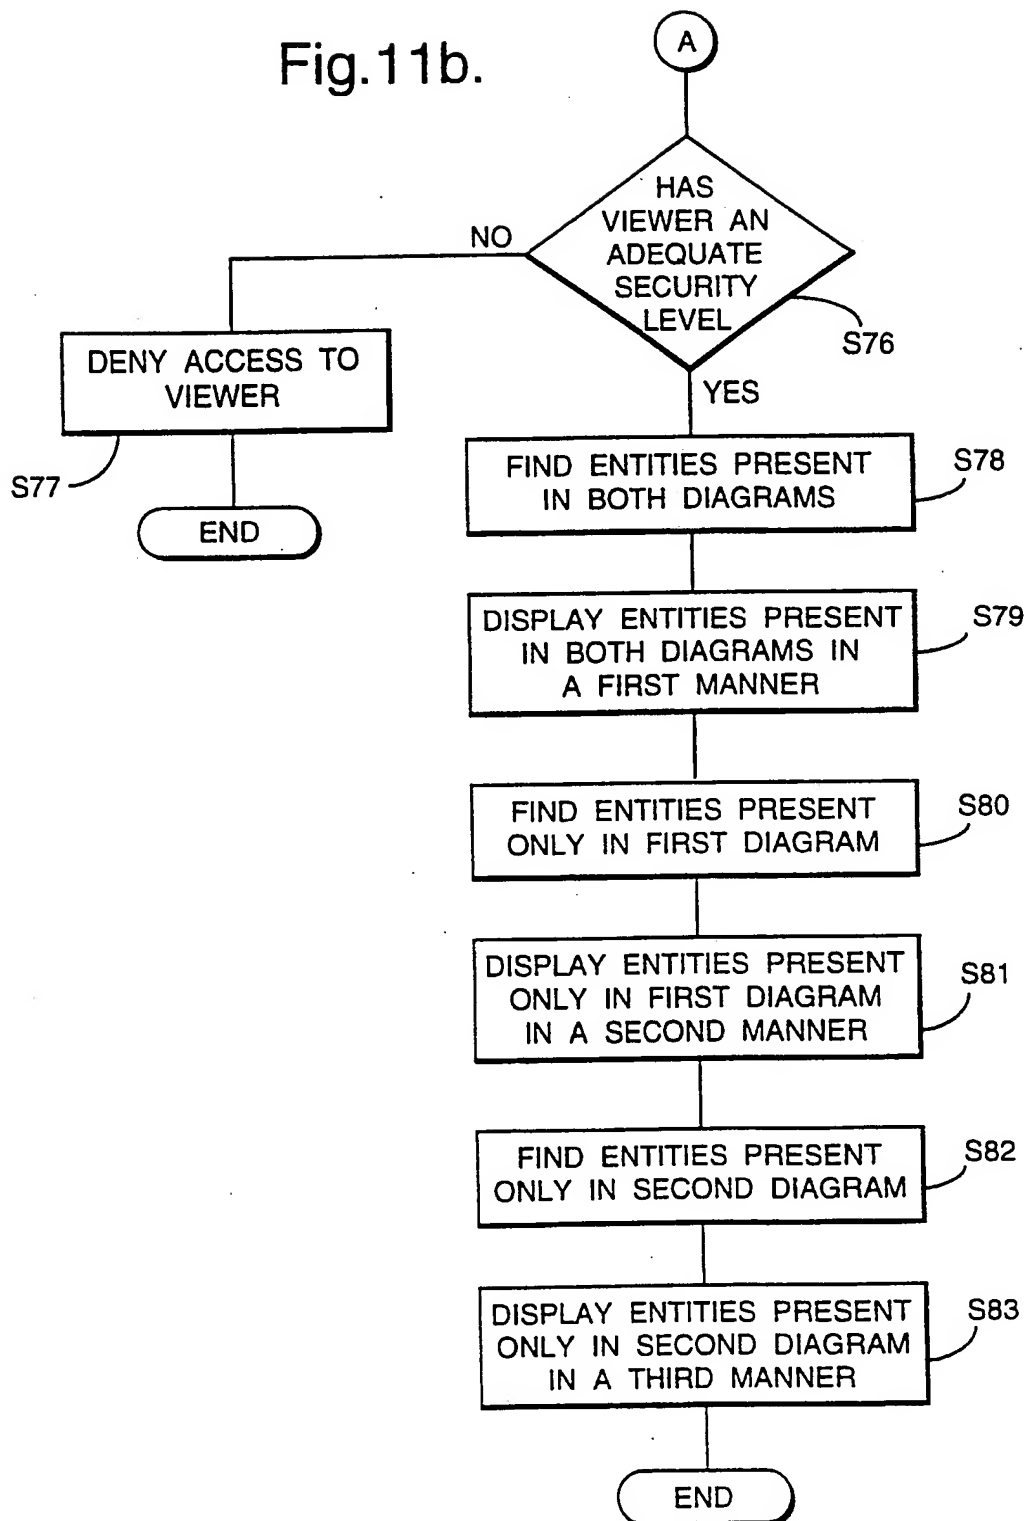 Fig.11b.
A
HAS
VIEWER AN
ADEQUATE
SECURITY
LEVEL
S76
NO
YES
DENY ACCESS TO
VIEWER
S77
END
FIND ENTITIES PRESENT
IN BOTH DIAGRAMS
S78
DISPLAY ENTITIES PRESENT
IN BOTH DIAGRAMS IN
A FIRST MANNER
S79
FIND ENTITIES PRESENT
ONLY IN FIRST DIAGRAM
S80
DISPLAY ENTITIES PRESENT
ONLY IN FIRST DIAGRAM
IN A SECOND MANNER
S81
FIND ENTITIES PRESENT
ONLY IN SECOND DIAGRAM
S82
DISPLAY ENTITIES PRESENT
ONLY IN SECOND DIAGRAM
IN A THIRD MANNER
S83
END